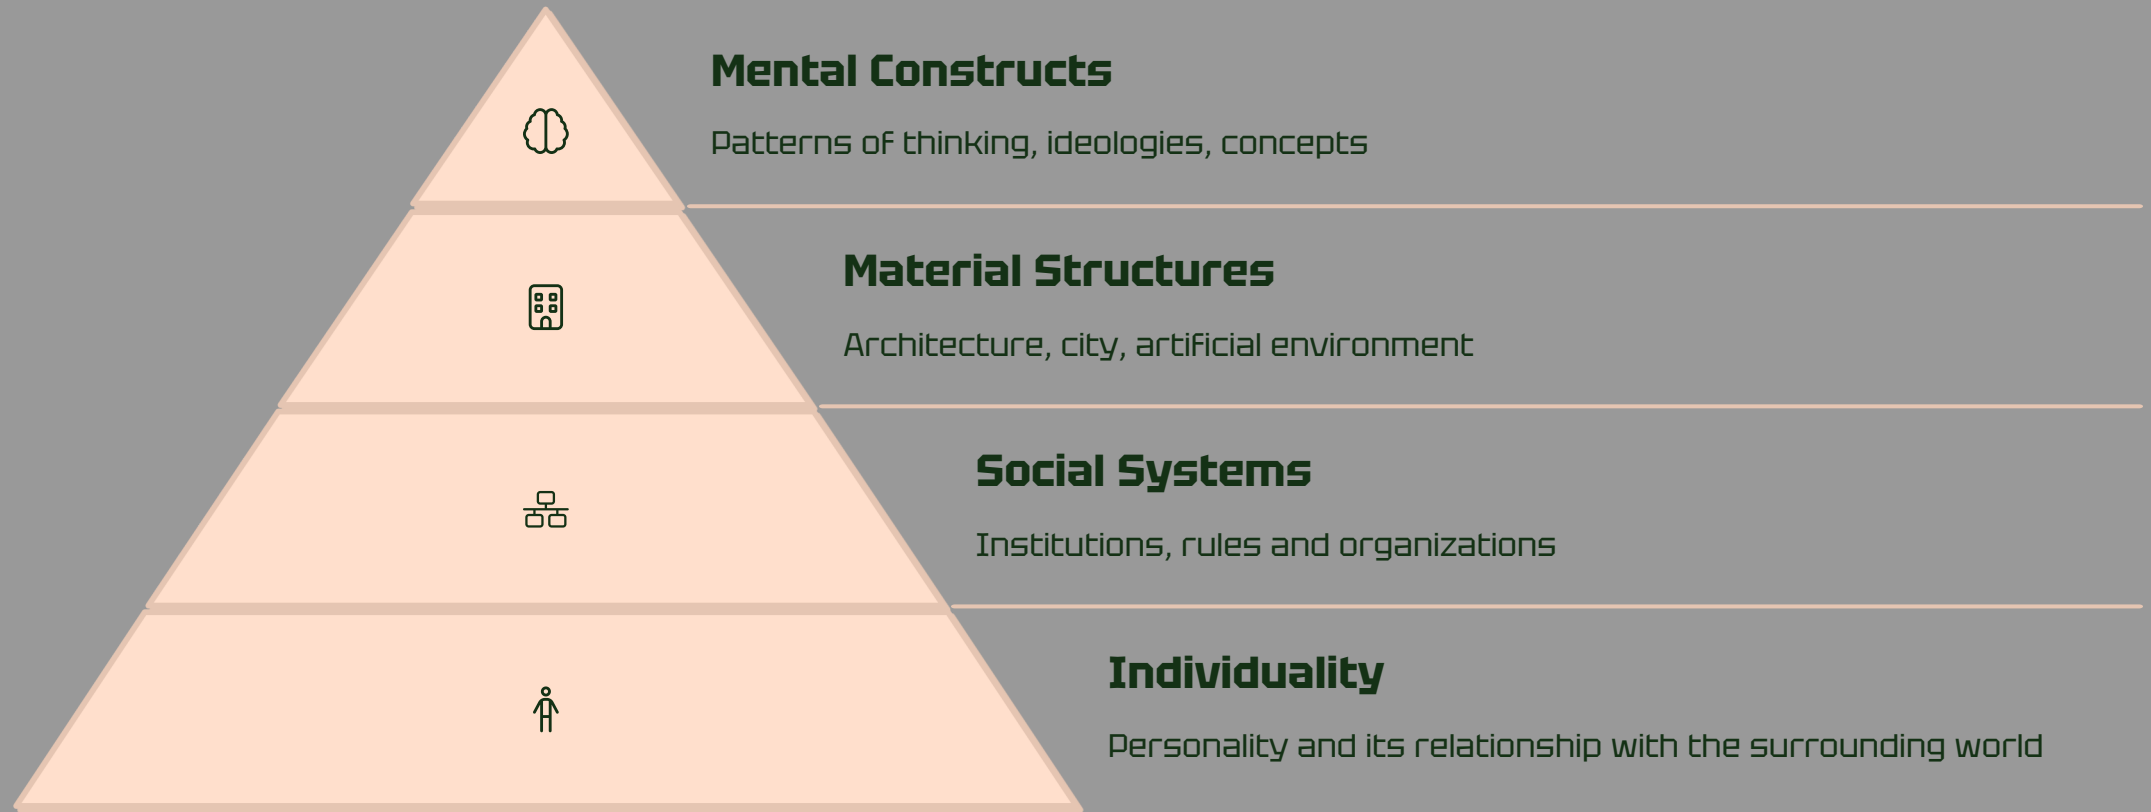 Mental Constructs
Patterns of thinking, ideologies, concepts
Material Structures
Architecture, city, artificial environment
Social Systems
Institutions, rules and organizations
Individuality
Personality and its relationship with the surrounding world